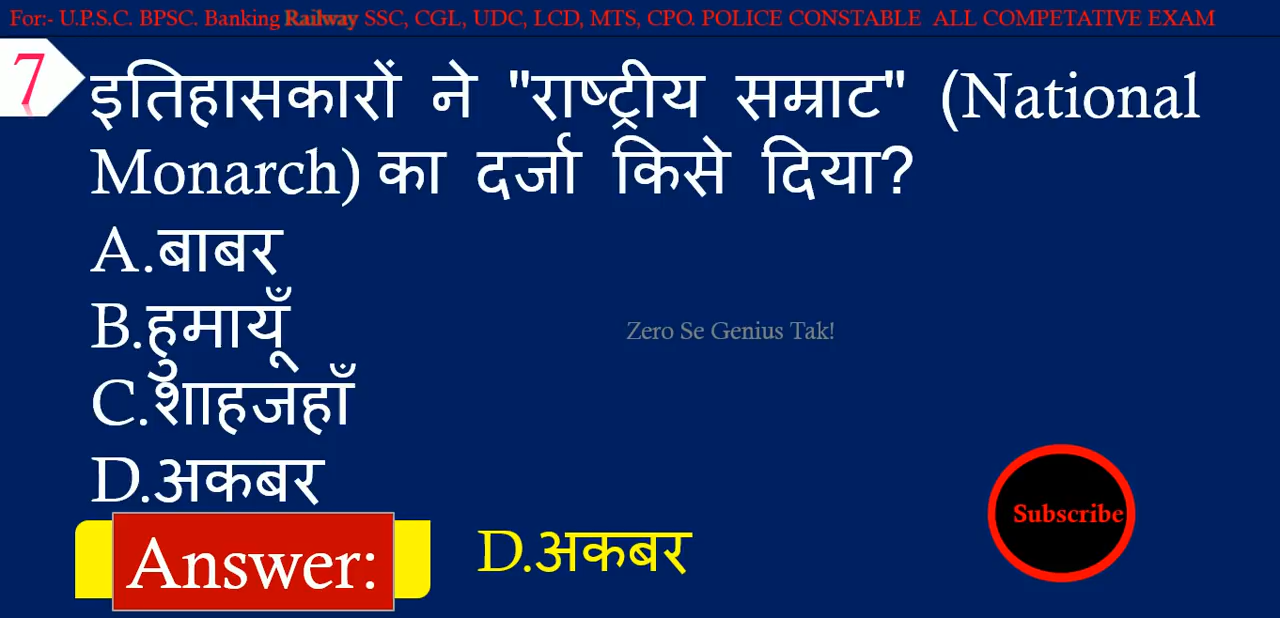 For:- U.P.S.C. BPSC. Banking Railway SSC, CGL, UDC, LCD, MTS, CPO. POLICE CONSTABLE ALL COMPETATIVE EXAM
7
इतिहासकारों ने "राष्ट्रीय सम्राट" (National
Monarch) का दर्जा किसे दिया?
A.बाबर
B.हुमायूँ
Zero Se Genius Tak!
C.शाहजहाँ
D.अकबर
Subscribe
Answer: D.अकबर